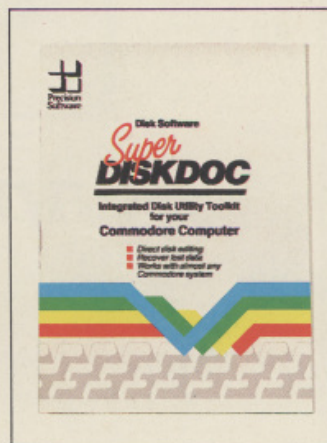 Precision
Software
Disk Software
Super
DISKDOC
Integrated Disk Utility Toolkit
for your
Commodore Computer
Direct disk editing
Recover lost data
Works with almost any
Commodore system